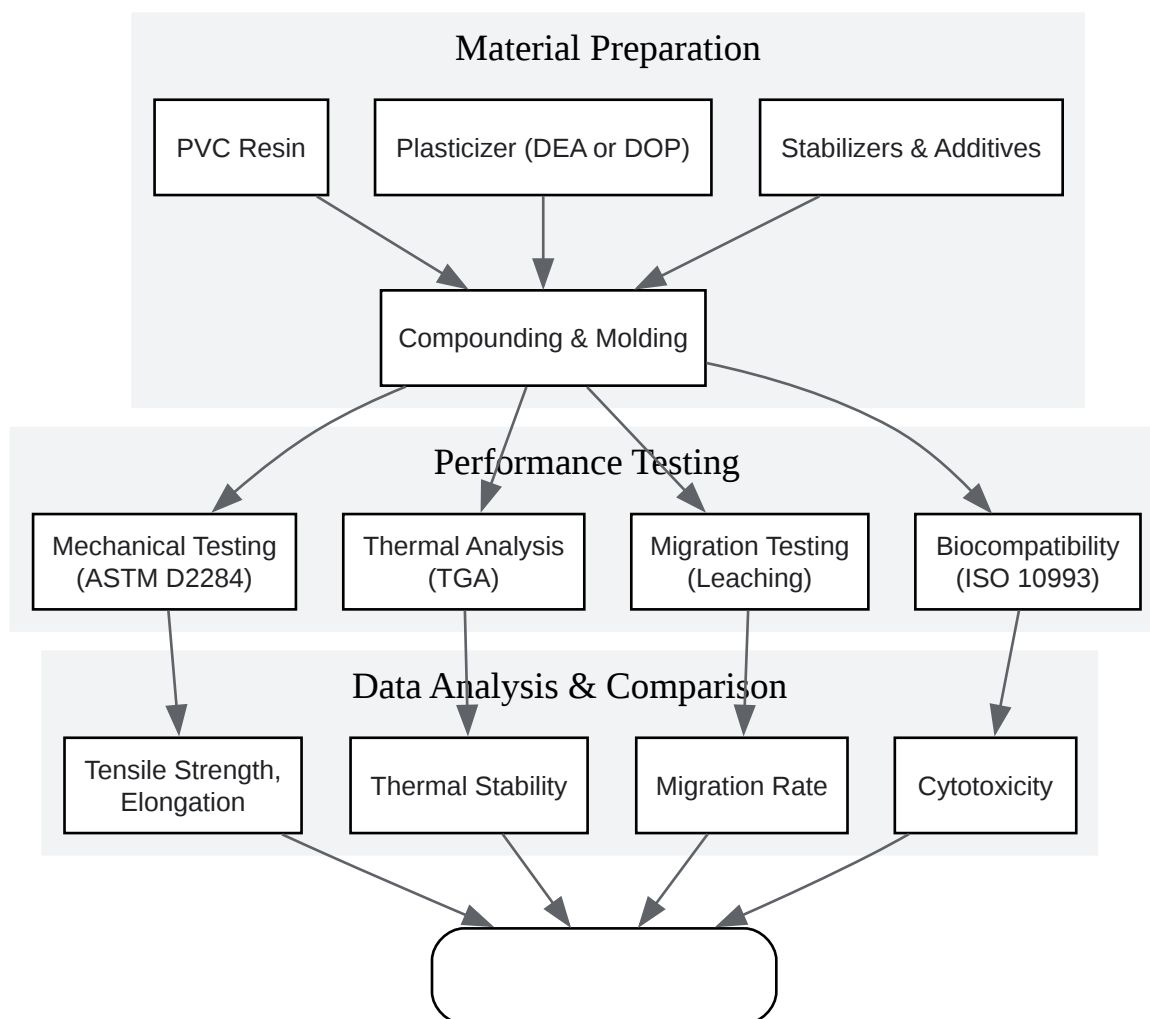 Material Preparation
PVC Resin
Plasticizer (DEA or DOP)
Stabilizers & Additives
Compounding & Molding
Performance Testing
Mechanical Testing
(ASTM D2284)
Thermal Analysis
(TGA)
Migration Testing
(Leaching)
Biocompatibility
(ISO 10993)
Data Analysis & Comparison
Tensile Strength,
Elongation
Thermal Stability
Migration Rate
Cytotoxicity